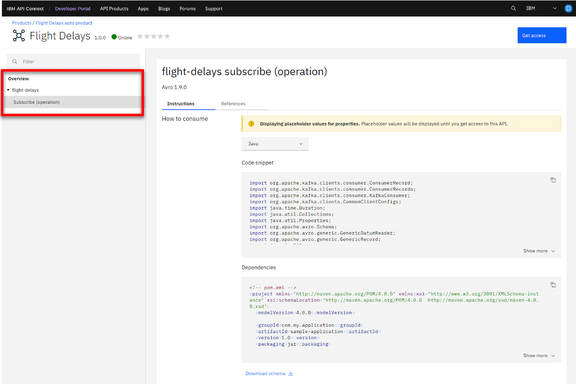 IBM API Connect Developer Portal API Products Apps Blogs Forums Support IBM
Products / Flight Delays auto product
Flight Delays 1.0.0 Online
Get access
Filter
Overview
flight-delays
Subscribe (operation)
flight-delays subscribe (operation)
Avro 1.9.0
Instructions References
How to consume
Displaying placeholder values for properties. Placeholder values will be displayed until you get access to this API.
Java
Code snippet
import org.apache.kafka.clients.consumer.ConsumerRecord;
import org.apache.kafka.clients.consumer.ConsumerRecords;
import org.apache.kafka.clients.consumer.KafkaConsumer;
import org.apache.kafka.clients.CommonClientConfigs;
import java.time.Duration;
import java.util.Collections;
import java.util.Properties;
import org.apache.avro.Schema;
import org.apache.avro.generic.GenericDatumReader;
import org.apache.avro.generic.GenericRecord;
Show more
Dependencies
<!-- pom.xml -->
<project xmlns="http://maven.apache.org/POM/4.0.0" xmlns:xsi="http://www.w3.org/2001/XMLSchema-inst
ance" xsi:schemaLocation="http://maven.apache.org/POM/4.0.0 http://maven.apache.org/xsd/maven-4.0.
0.xsd">
<modelVersion>4.0.0</modelVersion>
<groupId>com.my.application</groupId>
<artifactId>sample-application</artifactId>
<version>1.0</version>
<packaging>jar</packaging>
Show more
Download schema